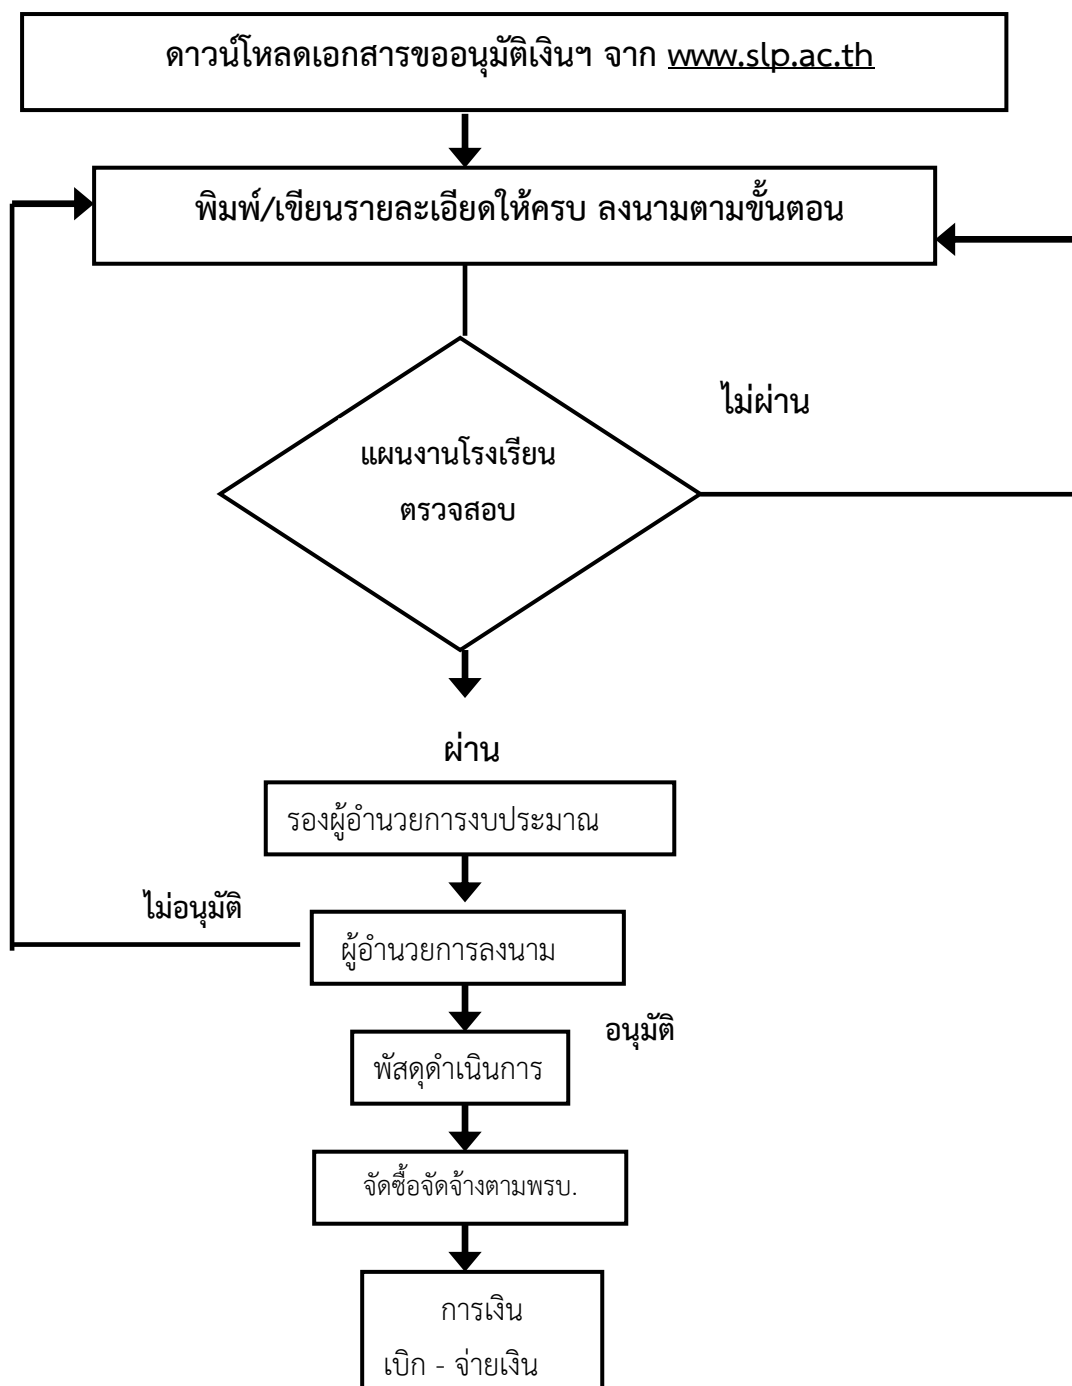 ดาวน์โหลดเอกสารขออนุมัติเงินฯ จาก www.slp.ac.th
พิมพ์/เขียนรายละเอียดให้ครบ ลงนามตามขั้นตอน
ไม่ผ่าน
แผนงานโรงเรียน
ตรวจสอบ
ผ่าน
รองผู้อำนวยการงบประมาณ
ไม่อนุมัติ
ผู้อำนวยการลงนาม
อนุมัติ
พัสดุดำเนินการ
จัดซื้อจัดจ้างตามพรบ.
การเงิน
เบิก - จ่ายเงิน